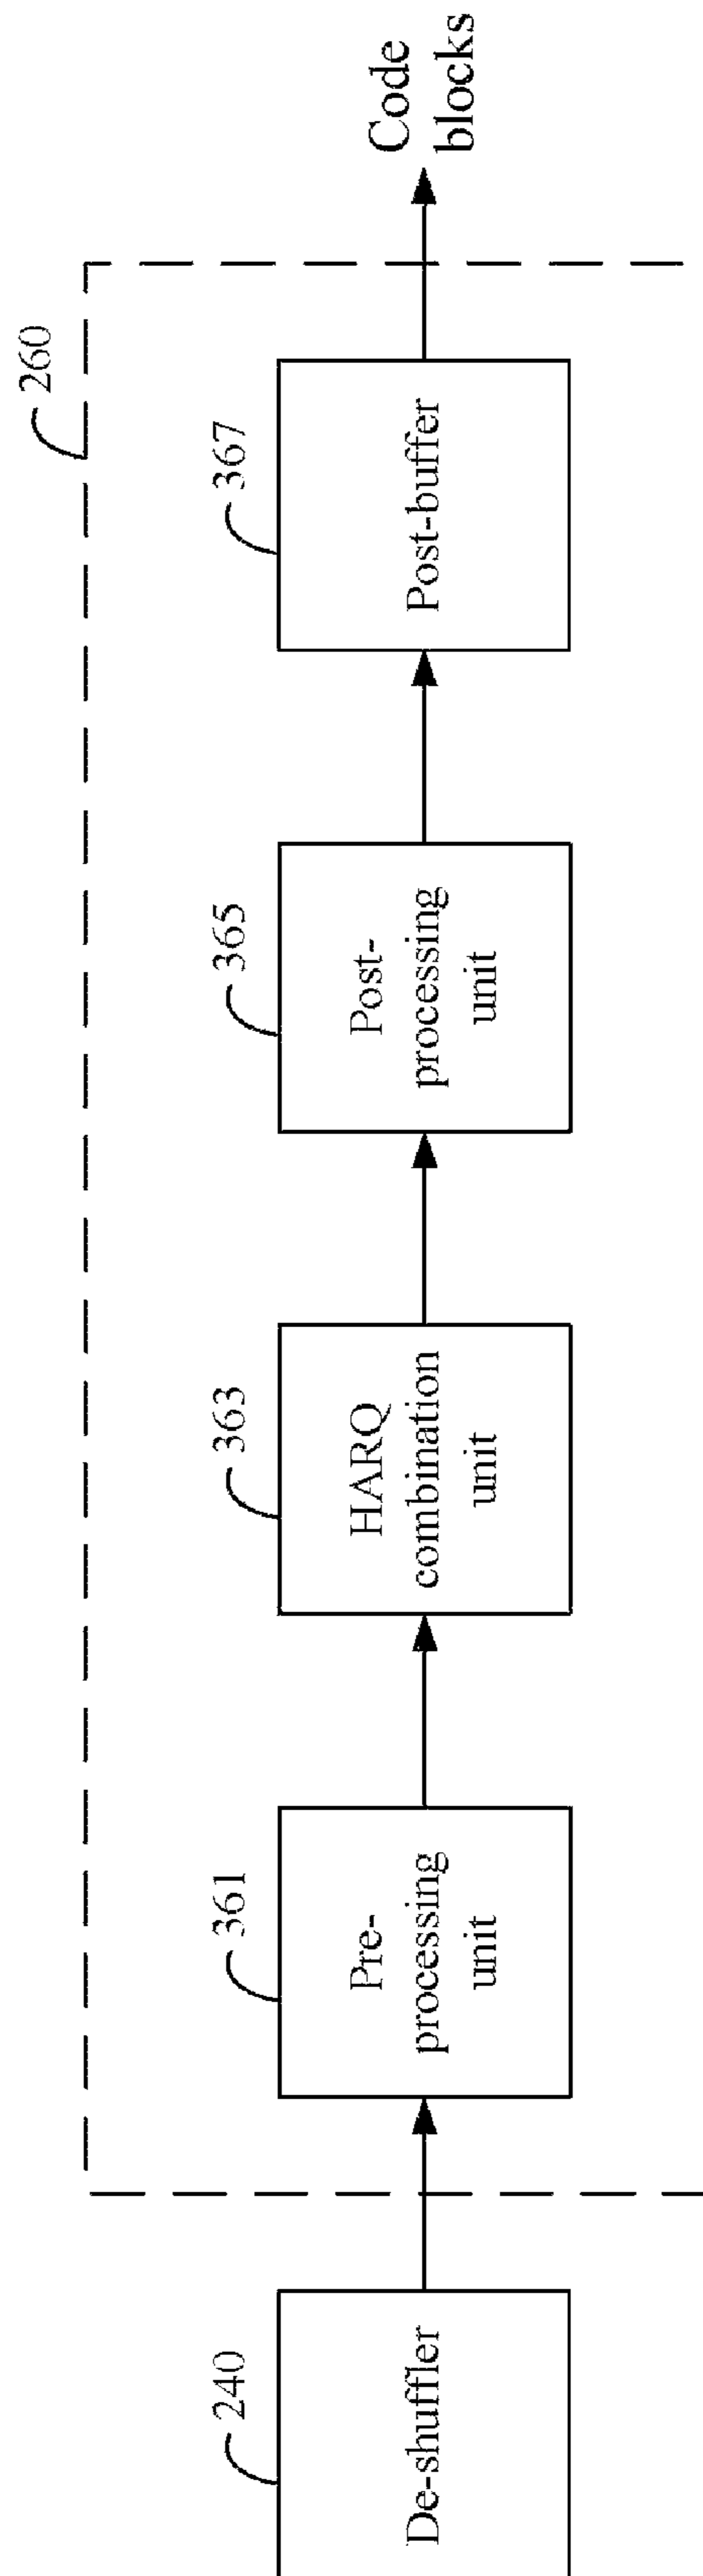 260
240
De-shuffler
361
Pre-
processing
unit
363
HARQ
combination
unit
365
Post-
processing
unit
367
Post-buffer
Code
blocks